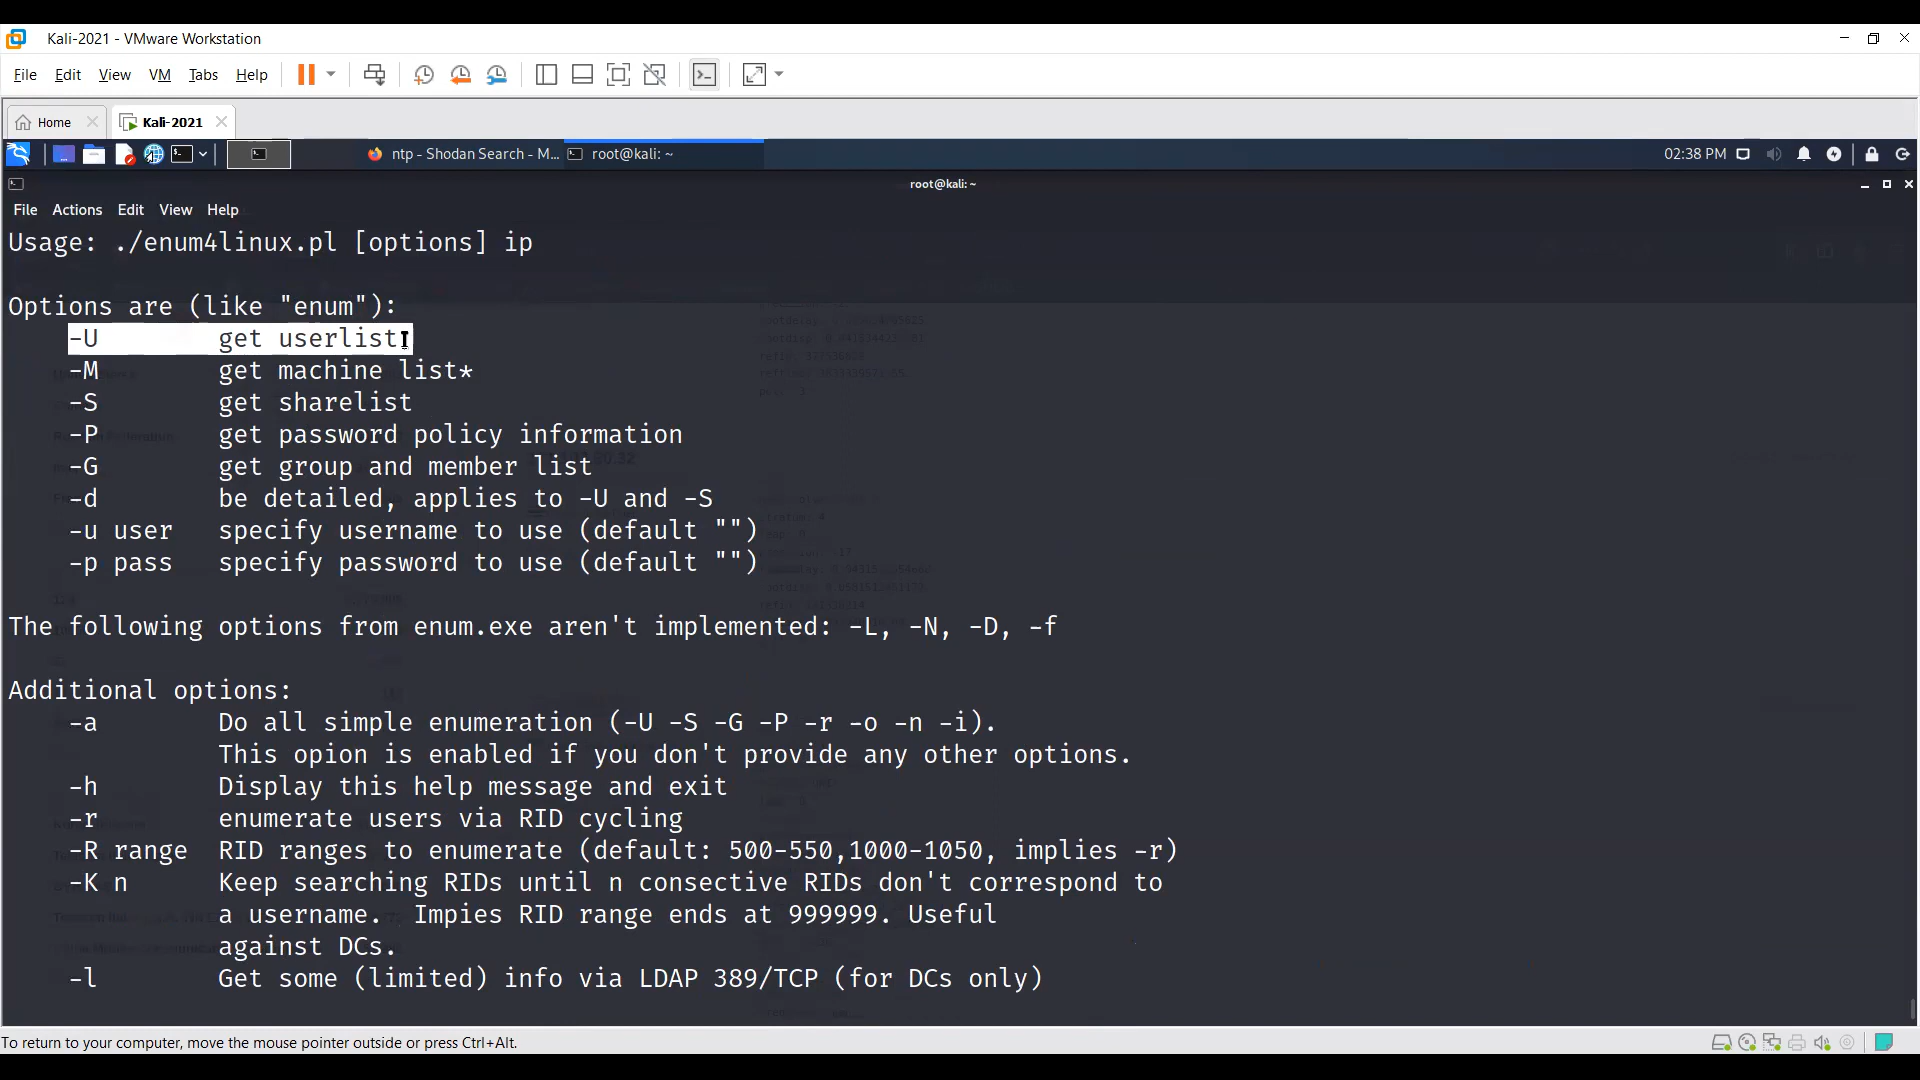 Kali-2021 - VMware Workstation
File Edit View VM Tabs Help
Home Kali-2021
ntp - Shodan Search - M... root@kali: ~ 02:38 PM
root@kali: ~
File Actions Edit View Help
Usage: ./enum4linux.pl [options] ip
Options are (like "enum"):
-U get userlist
-M get machine list*
-S get sharelist
-P get password policy information
-G get group and member list
-d be detailed, applies to -U and -S
-u user specify username to use (default "")
-p pass specify password to use (default "")
The following options from enum.exe aren't implemented: -L, -N, -D, -f
Additional options:
-a Do all simple enumeration (-U -S -G -P -r -o -n -i).
This opion is enabled if you don't provide any other options.
-h Display this help message and exit
-r enumerate users via RID cycling
-R range RID ranges to enumerate (default: 500-550,1000-1050, implies -r)
-K n Keep searching RIDs until n consective RIDs don't correspond to
a username. Impies RID range ends at 999999. Useful
against DCs.
-l Get some (limited) info via LDAP 389/TCP (for DCs only)
To return to your computer, move the mouse pointer outside or press Ctrl+Alt.